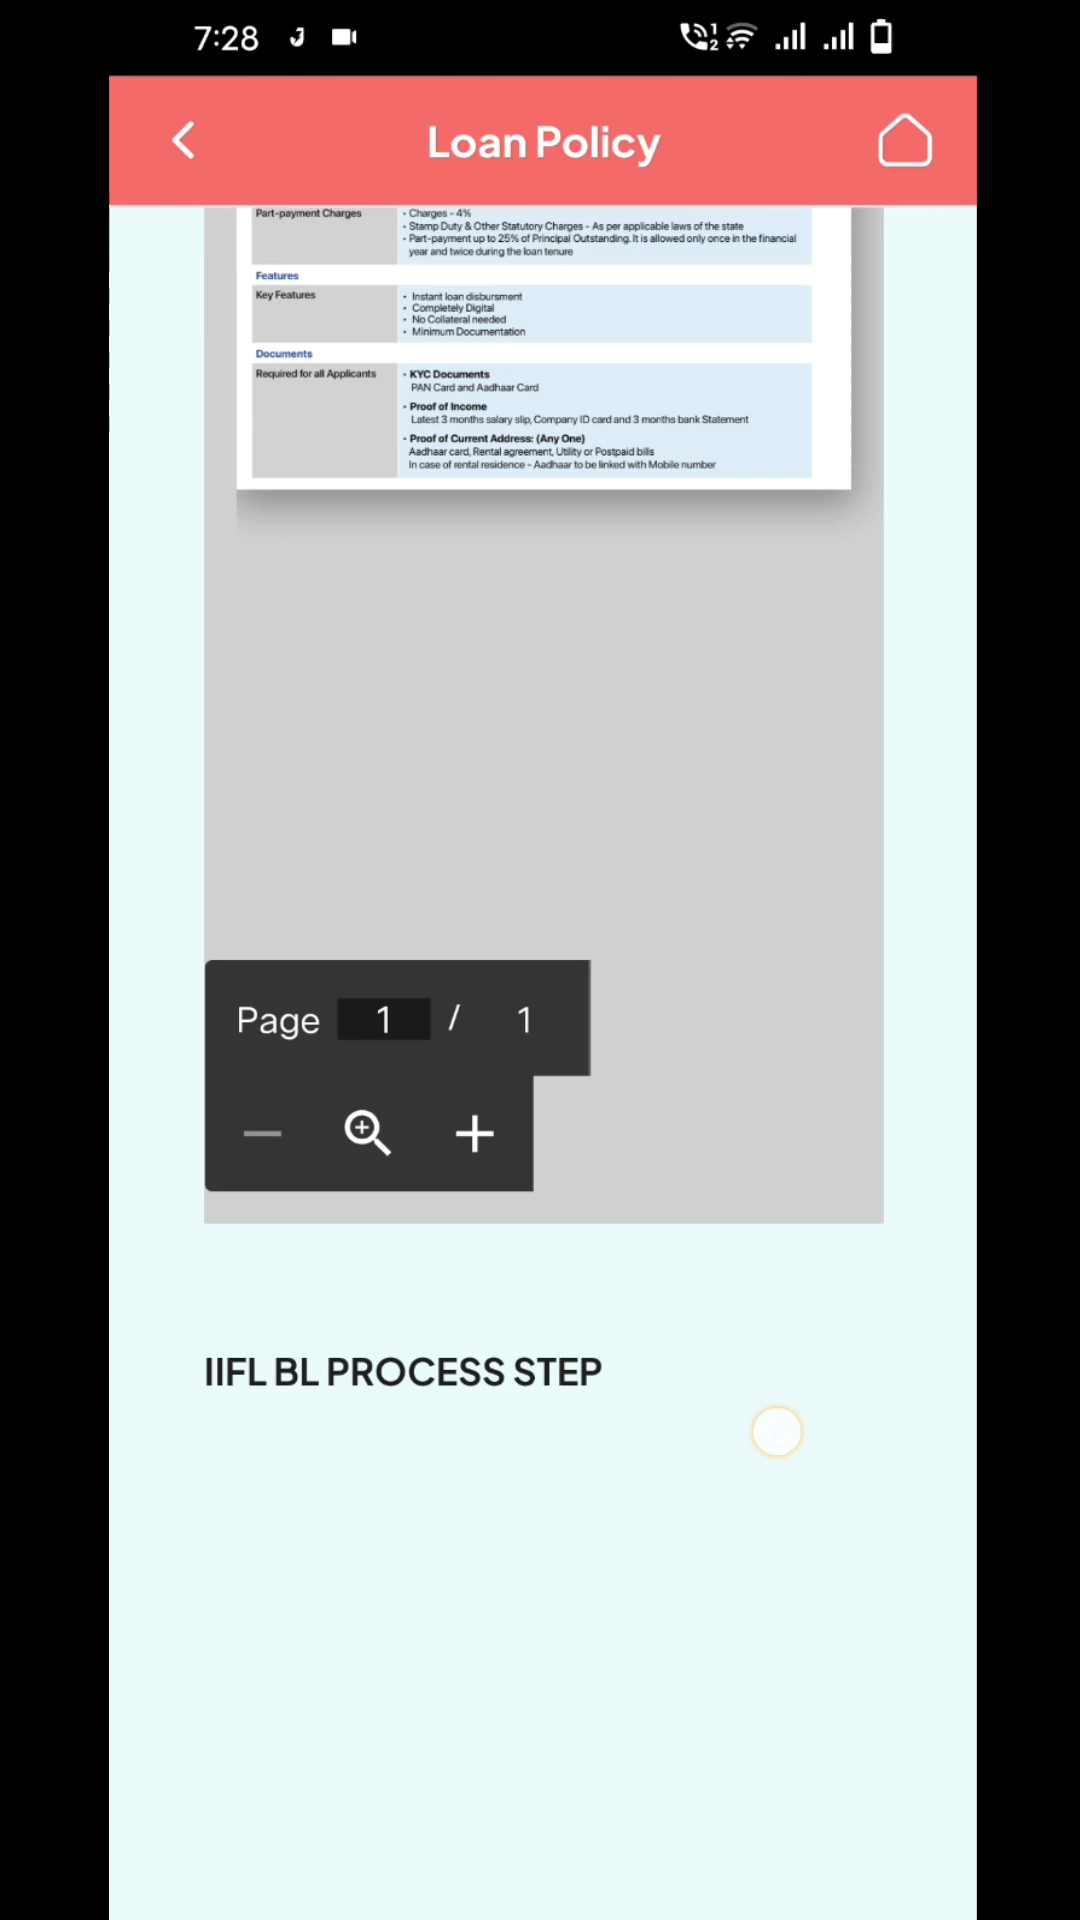 7:28
Loan Policy
Part-payment Charges
• Charges - 4%
• Stamp Duty & Other Statutory Charges - As per applicable laws of the state
• Part-payment up to 25% of Principal Outstanding. It is allowed only once in the financial
year and twice during the loan tenure
Features
Key Features
• Instant loan disbursment
• Completely Digital
• No Collateral needed
• Minimum Documentation
Documents
Required for all Applicants
• KYC Documents
PAN Card and Aadhaar Card
• Proof of Income
Latest 3 months salary slip, Company ID card and 3 months bank Statement
• Proof of Current Address: (Any One)
Aadhaar card, Rental agreement, Utility or Postpaid bills
In case of rental residence - Aadhaar to be linked with Mobile number
Page 1 / 1
IIFL BL PROCESS STEP